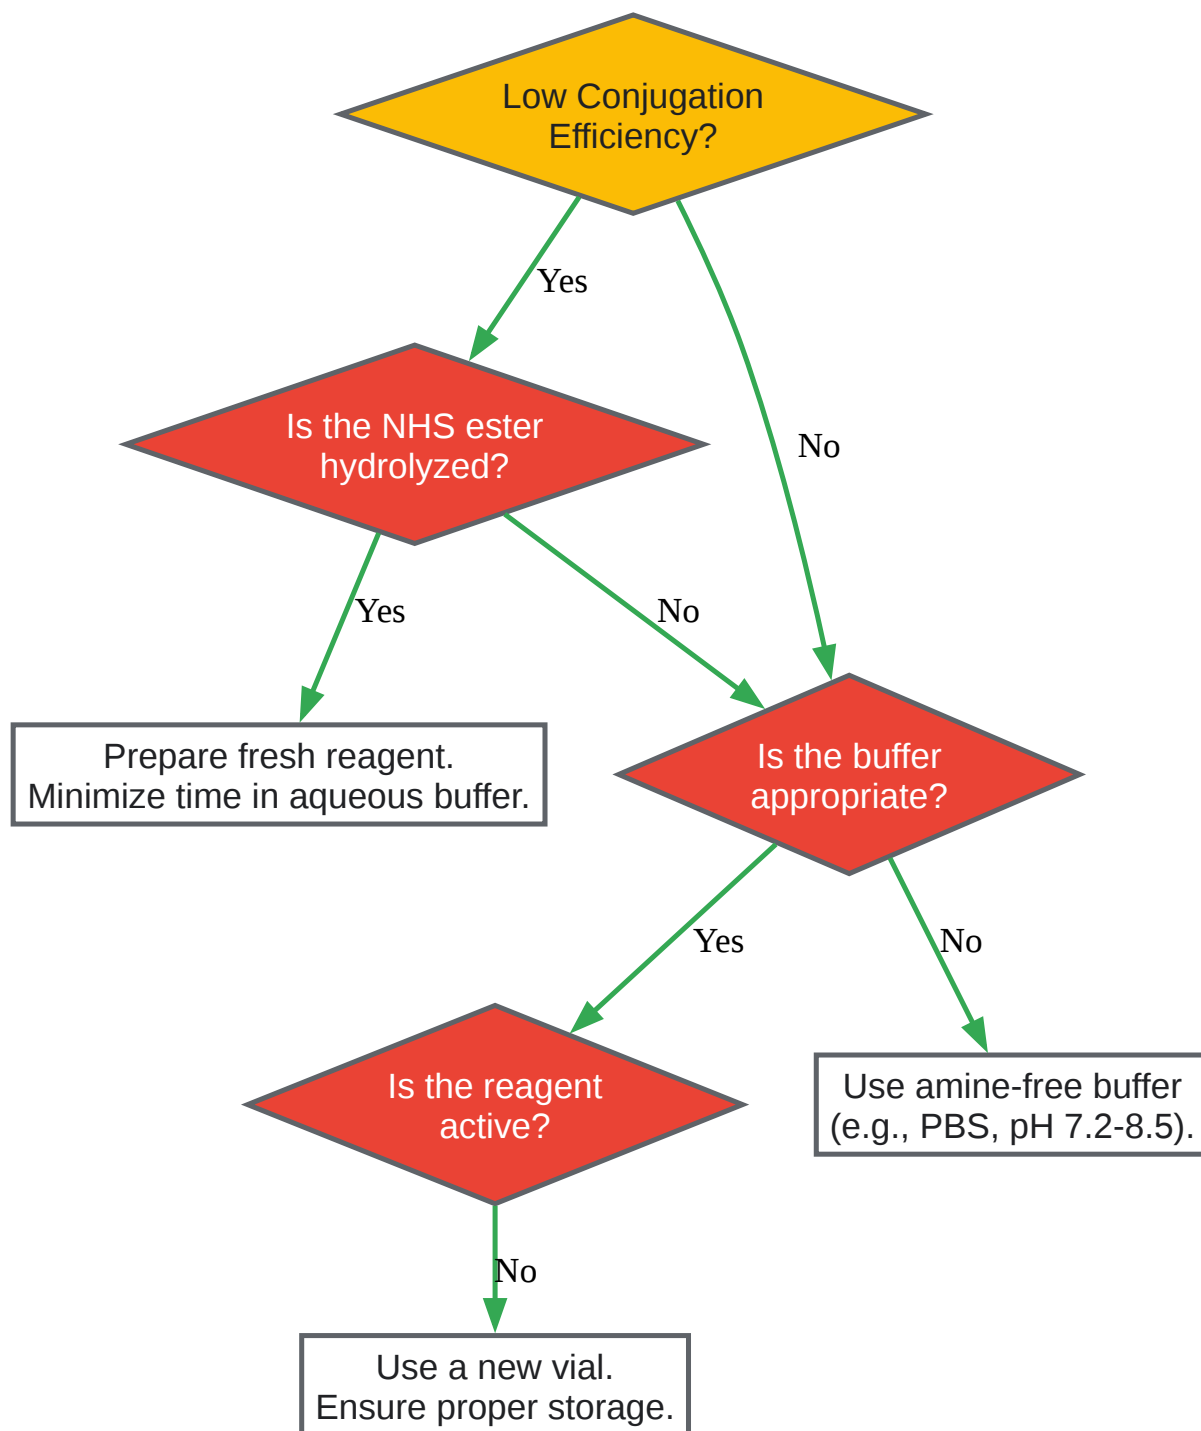 Low Conjugation
Efficiency?
Yes
No
Is the NHS ester
hydrolyzed?
Yes
No
Prepare fresh reagent.
Minimize time in aqueous buffer.
Is the buffer
appropriate?
Yes
No
Is the reagent
active?
Use amine-free buffer
(e.g., PBS, pH 7.2-8.5).
No
Use a new vial.
Ensure proper storage.